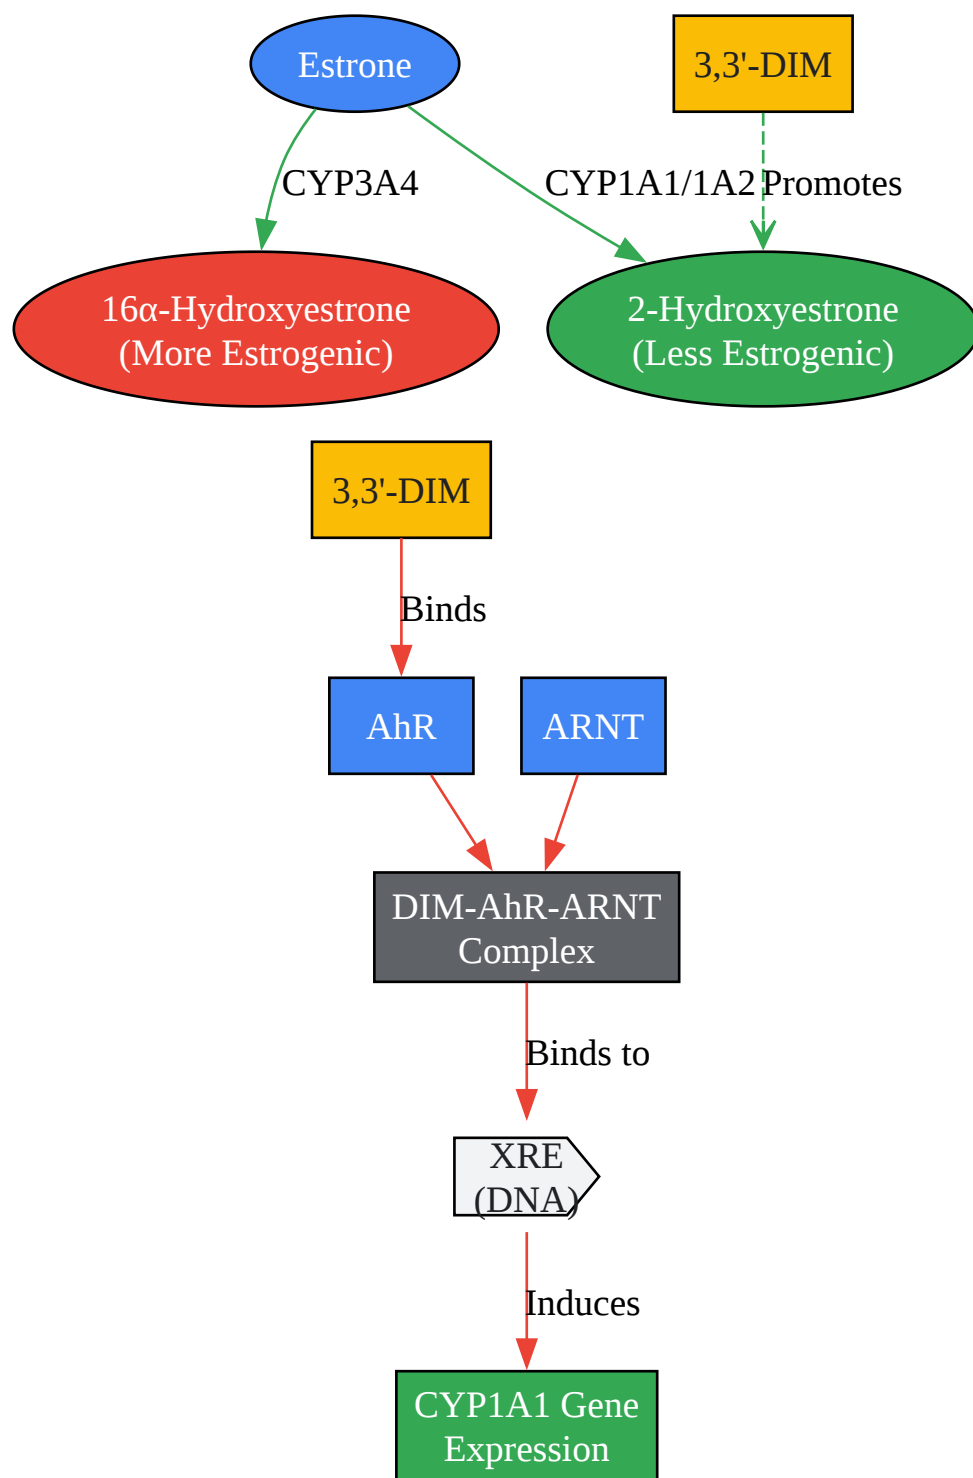 Estrone
3,3'-DIM
CYP3A4
CYP1A1/1A2
Promotes
16α-Hydroxyestrone
(More Estrogenic)
2-Hydroxyestrone
(Less Estrogenic)
3,3'-DIM
Binds
AhR
ARNT
DIM-AhR-ARNT
Complex
Binds to
XRE
(DNA)
Induces
CYP1A1 Gene
Expression